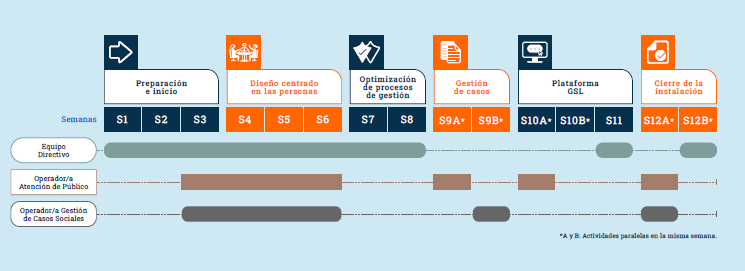 Preparación
e inicio
Diseño centrado
en las personas
Optimización
de procesos
de gestión
Gestión
de casos
Plataforma
GSL
Cierre de la
instalación
Semanas
S1
S2
S3
S4
S5
S6
S7
S8
S9A*
S9B*
S10A*
S10B*
S11
S12A*
S12B*
Equipo
Directivo
Operador/a
Atención de Público
Operador/a Gestión
de Casos Sociales
*A y B: Actividades paralelas en la misma semana.